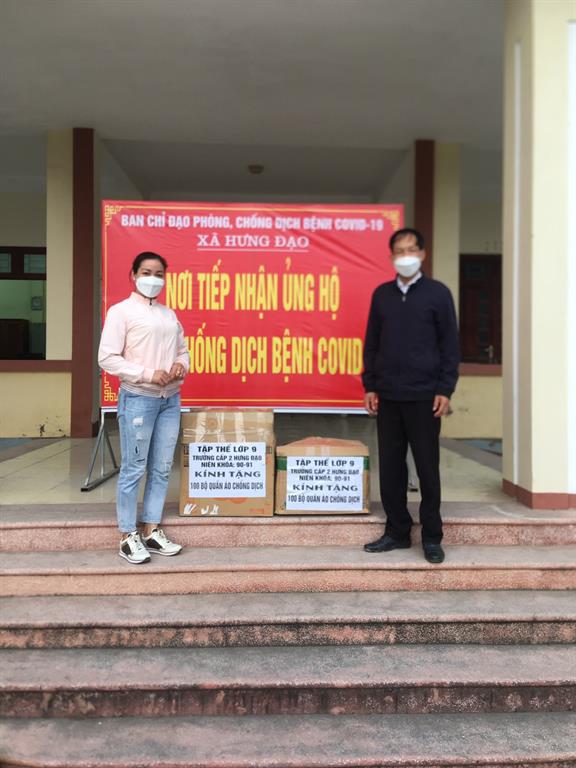 BAN CHỈ ĐẠO PHÒNG, CHỐNG DỊCH BỆNH COVID-19
XÃ HƯNG ĐẠO
NƠI TIẾP NHẬN ỦNG HỘ
CHỐNG DỊCH BỆNH COVID
TẬP THỂ LỚP 9
TRƯỜNG CẤP 2 HƯNG ĐẠO
NIÊN KHÓA: 90-91
KÍNH TẶNG
100 BỘ QUẦN ÁO CHỐNG DỊCH
TẬP THỂ LỚP 9
TRƯỜNG CẤP 2 HƯNG ĐẠO
NIÊN KHÓA: 90-91
KÍNH TẶNG
100 BỘ QUẦN ÁO CHỐNG DỊCH